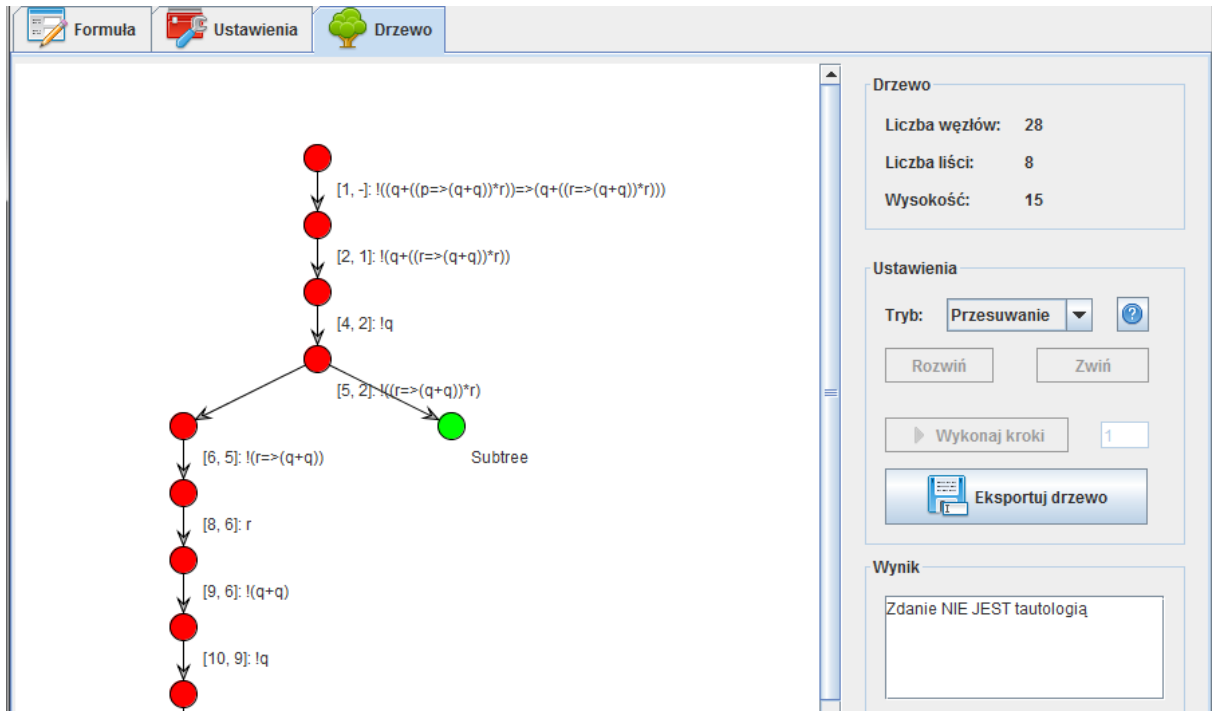 Formuła
Ustawienia
Drzewo
[1, -]: !((q+((p=>(q+q))*r))=>(q+((r=>(q+q))*r)))
[2, 1]: !(q+((r=>(q+q))*r))
[4, 2]: !q
[5, 2]: !((r=>(q+q))*r)
[6, 5]: !(r=>(q+q))
Subtree
[8, 6]: r
[9, 6]: !(q+q)
[10, 9]: !q
Drzewo
Liczba węzłów: 28
Liczba liści: 8
Wysokość: 15
Ustawienia
Tryb: Przesuwanie
Rozwiń Zwiń
Wykonaj kroki 1
Eksportuj drzewo
Wynik
Zdanie NIE JEST tautologią